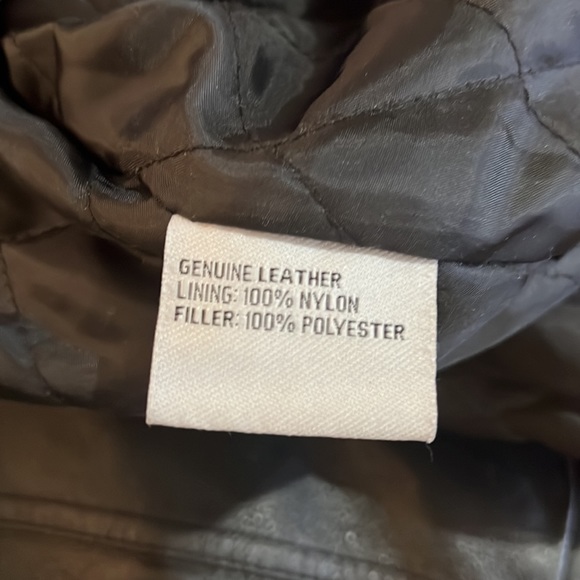 GENUINE LEATHER
LINING: 100% NYLON
FILLER: 100% POLYESTER